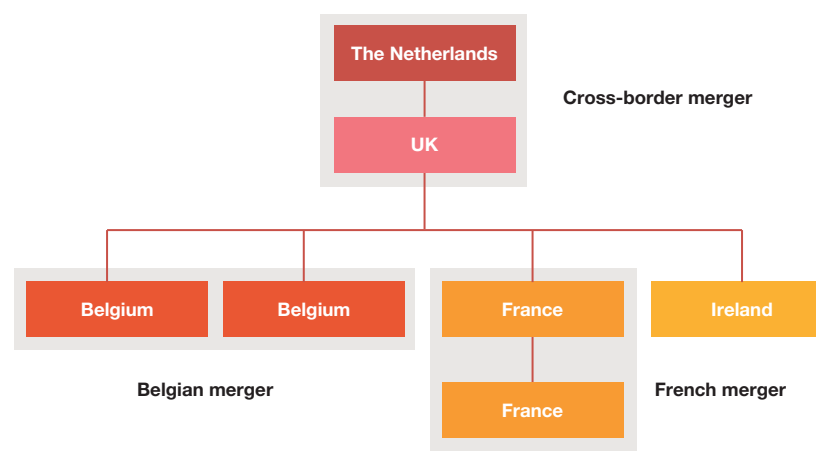 The Netherlands
Cross-border merger
UK
Belgium
Belgium
France
Ireland
Belgian merger
French merger
France